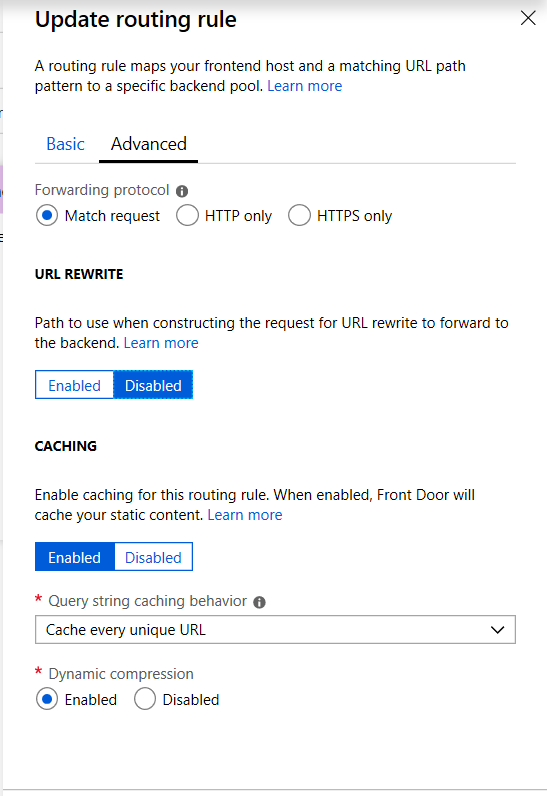 Update routing rule
A routing rule maps your frontend host and a matching URL path
pattern to a specific backend pool. Learn more
Basic Advanced
Forwarding protocol
Match request HTTP only HTTPS only
URL REWRITE
Path to use when constructing the request for URL rewrite to forward to
the backend. Learn more
Enabled Disabled
CACHING
Enable caching for this routing rule. When enabled, Front Door will
cache your static content. Learn more
Enabled Disabled
* Query string caching behavior
Cache every unique URL
* Dynamic compression
Enabled Disabled